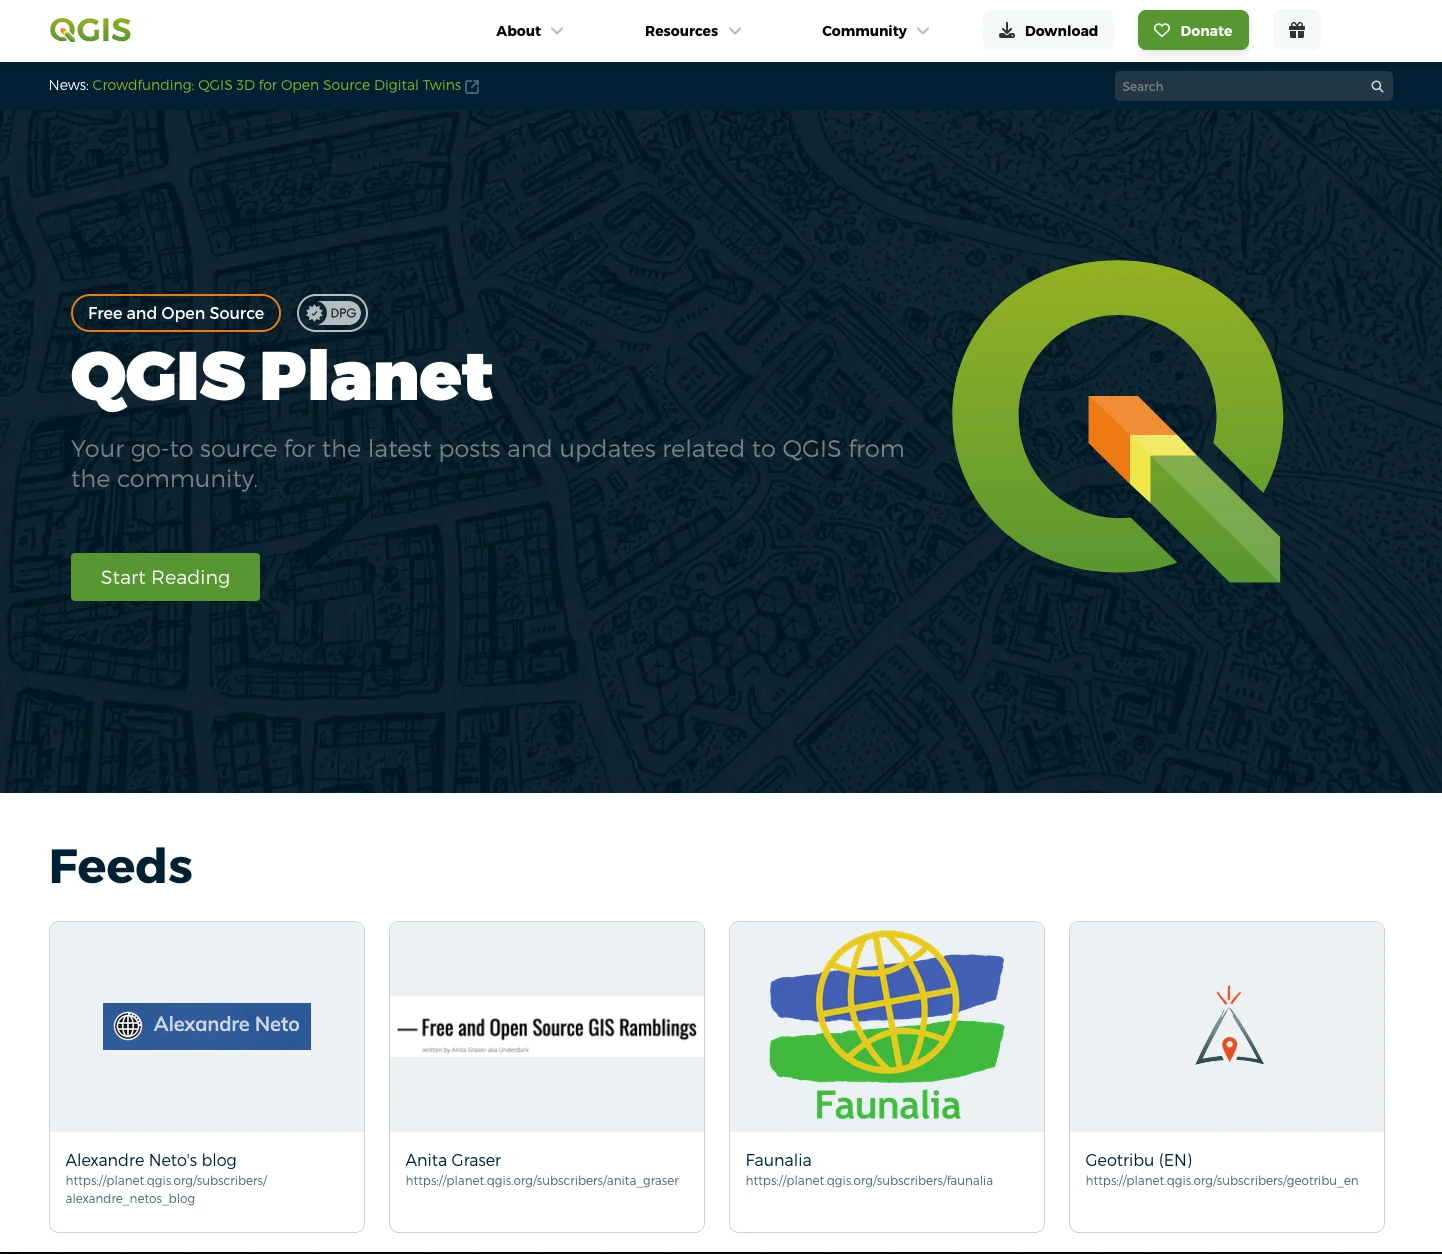 QGIS
About
Resources
Community
Download
Donate
News: Crowdfunding: QGIS 3D for Open Source Digital Twins
Search
Free and Open Source
DPG
QGIS Planet
Your go-to source for the latest posts and updates related to QGIS from
the community.
Start Reading
Feeds
Alexandre Neto
— Free and Open Source GIS Ramblings
written by Anita Graser aka Underdark
Faunalia
Alexandre Neto's blog
https://planet.qgis.org/subscribers/
alexandre_netos_blog
Anita Graser
https://planet.qgis.org/subscribers/anita_graser
Faunalia
https://planet.qgis.org/subscribers/faunalia
Geotribu (EN)
https://planet.qgis.org/subscribers/geotribu_en